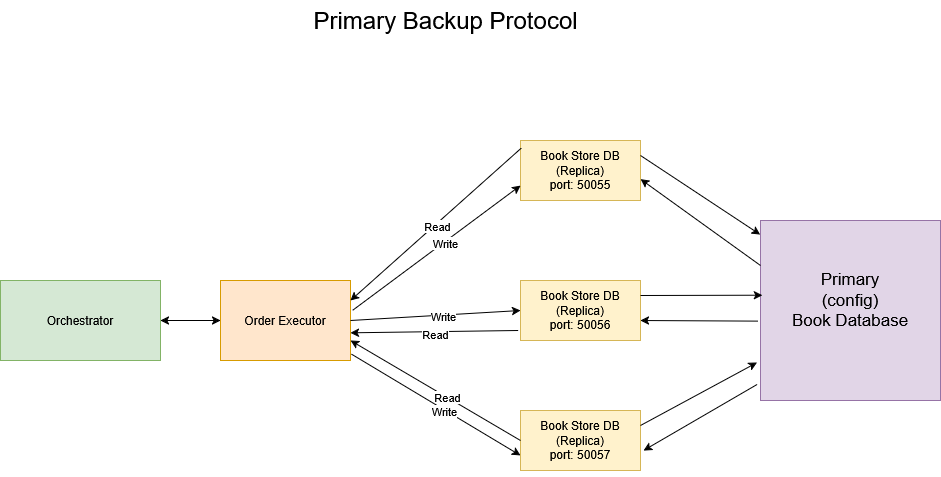 Primary Backup Protocol
Book Store DB
(Replica)
port: 50055
Read
Write
Orchestrator
Order Executor
Write
Read
Book Store DB
(Replica)
port: 50056
Primary
(config)
Book Database
Read
Write
Book Store DB
(Replica)
port: 50057